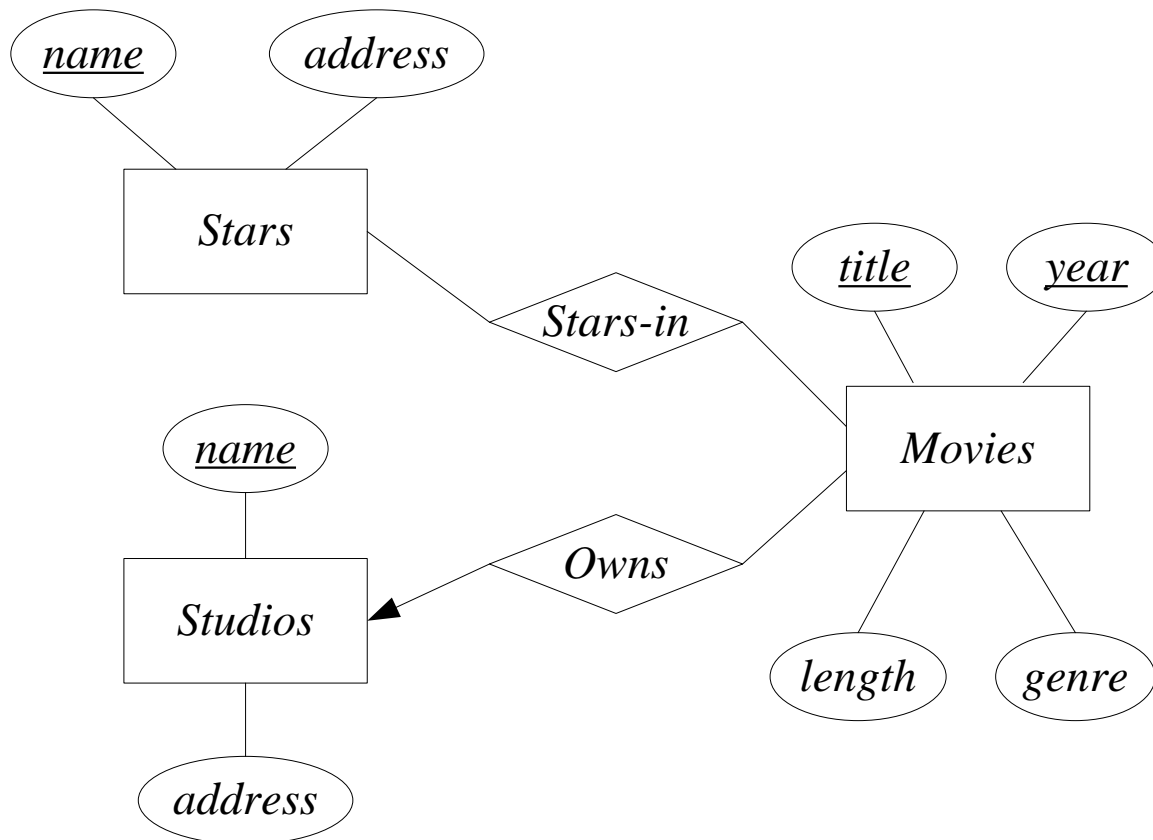 name
address
Stars
title
year
Stars-in
Movies
name
Owns
Studios
length
genre
address